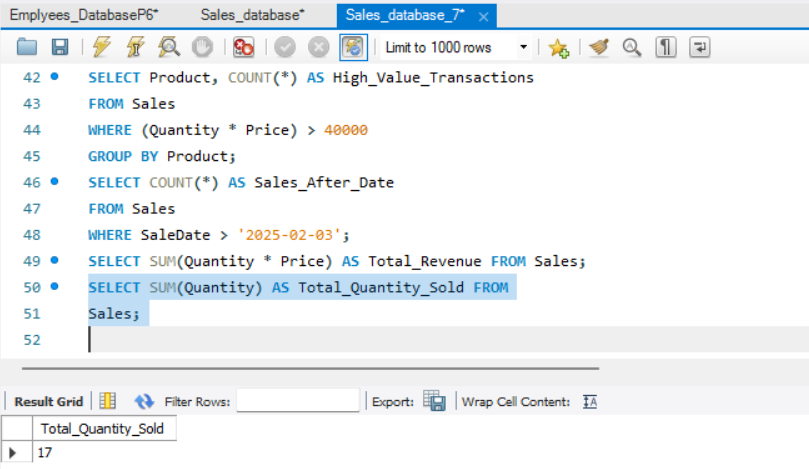 Emplyees_DatabaseP6* Sales_database* Sales_database_7* ×
Limit to 1000 rows
42 SELECT Product, COUNT(*) AS High_Value_Transactions
43 FROM Sales
44 WHERE (Quantity * Price) > 40000
45 GROUP BY Product;
46 SELECT COUNT(*) AS Sales_After_Date
47 FROM Sales
48 WHERE SaleDate > '2025-02-03';
49 SELECT SUM(Quantity * Price) AS Total_Revenue FROM Sales;
50 SELECT SUM(Quantity) AS Total_Quantity_Sold FROM
51 Sales;
52
Result Grid Filter Rows: Export: Wrap Cell Content:
Total_Quantity_Sold
17